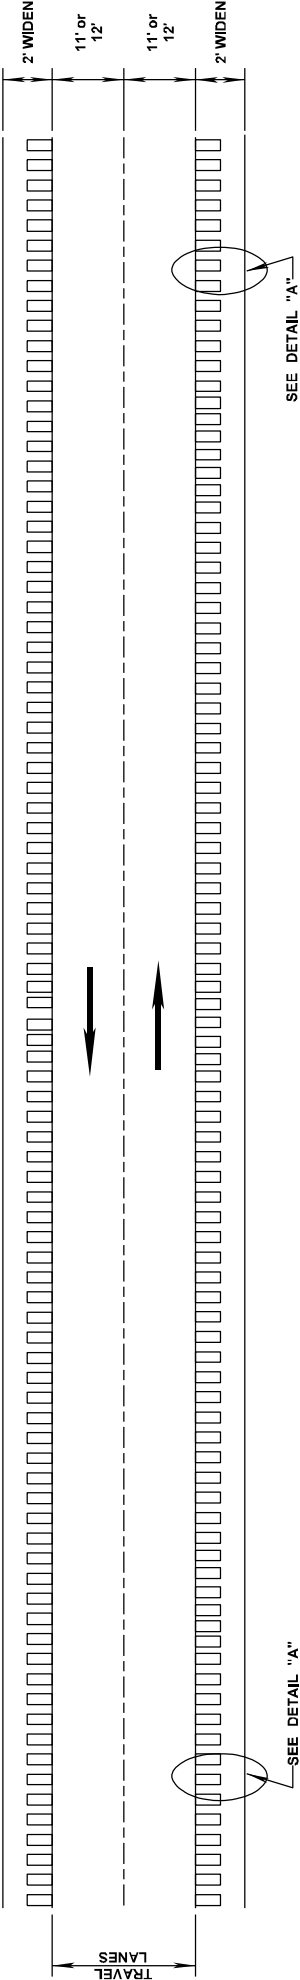 2' WIDEN
11' or
12'
11' or
12'
2' WIDEN
SEE DETAIL "A"
SEE DETAIL "A"
TRAVEL
LANES